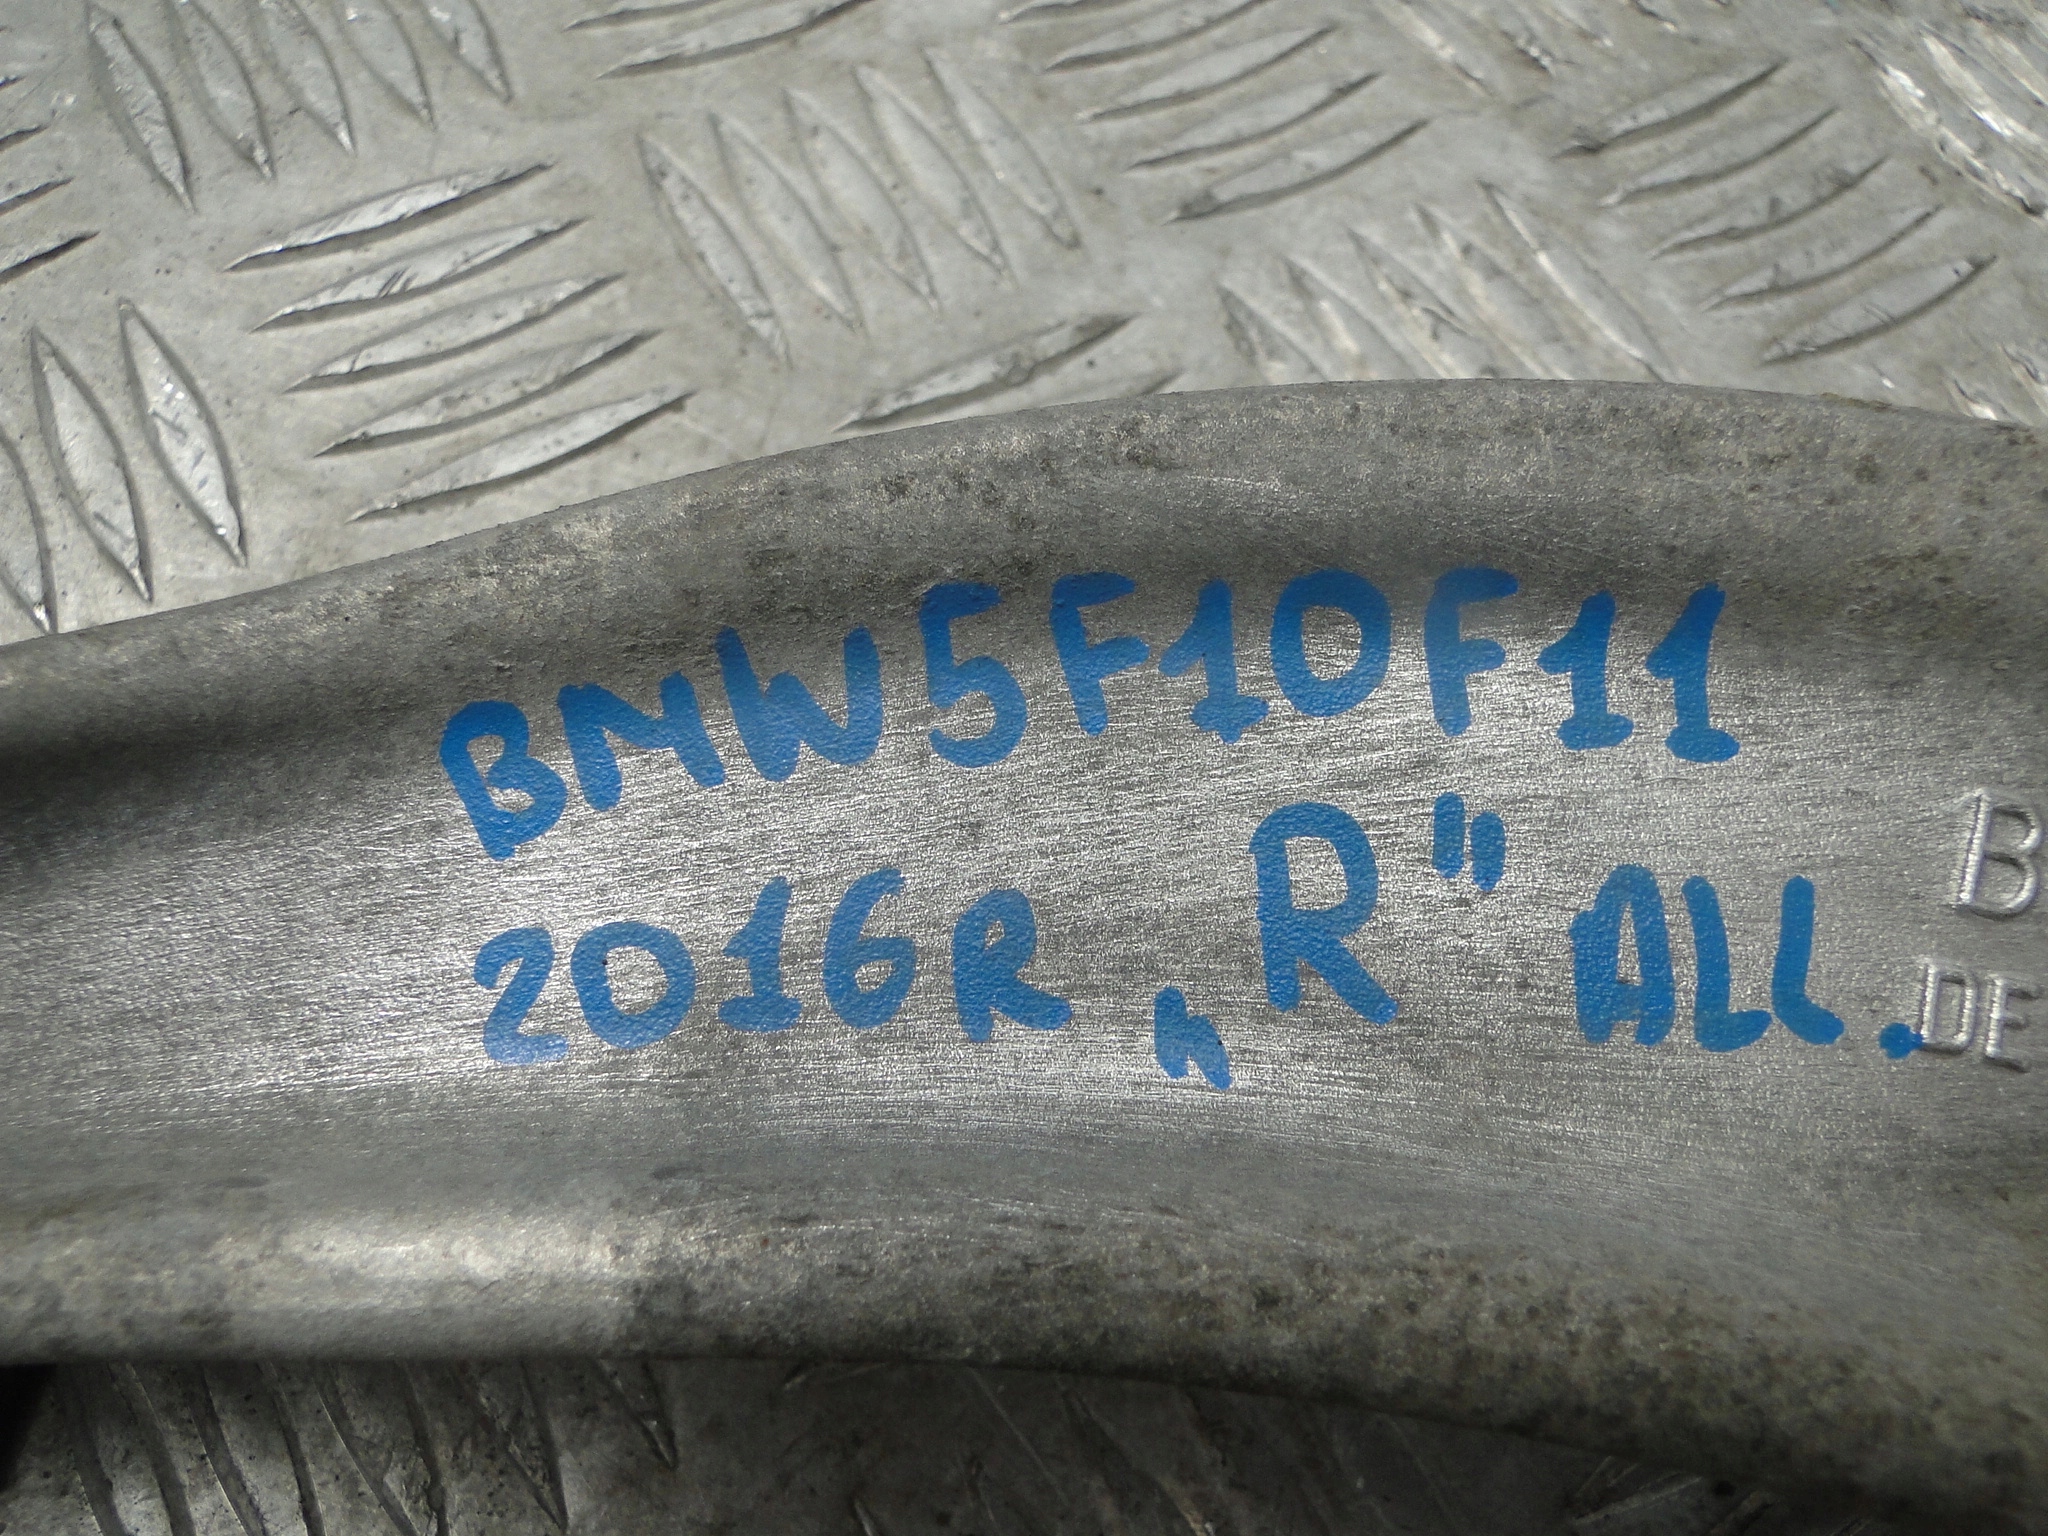 BMW5F10F11
2016R „R" ALL.
B
DE